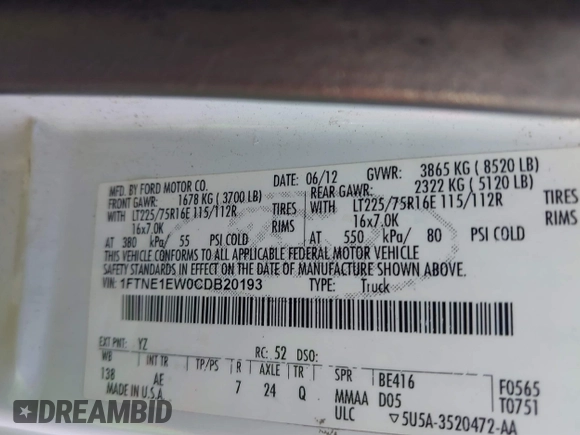 MFD. BY FORD MOTOR CO. DATE: 06/12 GVWR: 3865 KG ( 8520 LB)
FRONT GAWR: 1678 KG ( 3700 LB) REAR GAWR: 2322 KG ( 5120 LB)
WITH LT225/75R16E 115/112R TIRES WITH LT225/75R16E 115/112R TIRES
16x7.0K RIMS 16x7.0K RIMS
AT 380 kPa/ 55 PSI COLD AT 550 kPa/ 80 PSI COLD
THIS VEHICLE CONFORMS TO ALL APPLICABLE FEDERAL MOTOR VEHICLE
SAFETY STANDARDS IN EFFECT ON THE DATE OF MANUFACTURE SHOWN ABOVE.
VIN: 1FTNE1EW0CDB20193 TYPE: Truck
EXT PNT: YZ RC: 52 DSO:
WB INT TR TP/PS R AXLE TR SPR BE416 F0565
138 AE 7 24 Q MMAA D05 T0751
MADE IN U.S.A. ULC 5U5A-3520472-AA
DREAMBID
DREAMBID